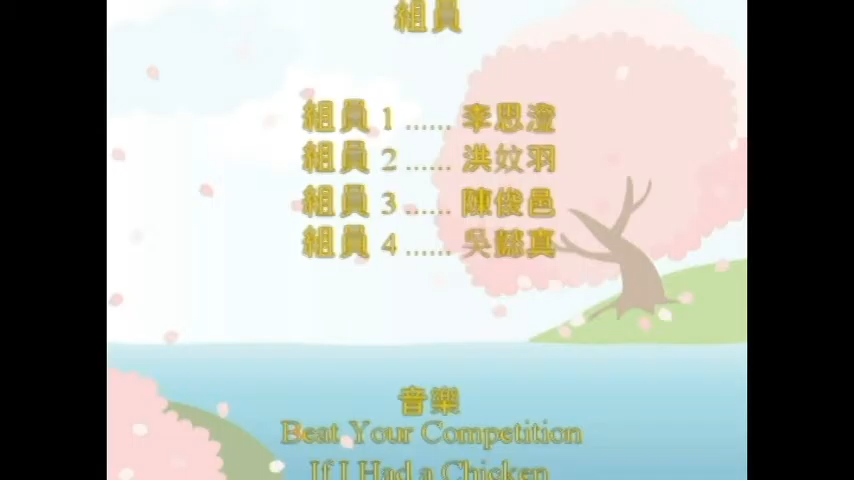 組員
組員 1 ...... 李思澄
組員 2 ...... 洪妏羽
組員 3 ...... 陳俊邑
組員 4 ...... 吳懿真
音樂
Beat Your Competition
If I Had a Chicken